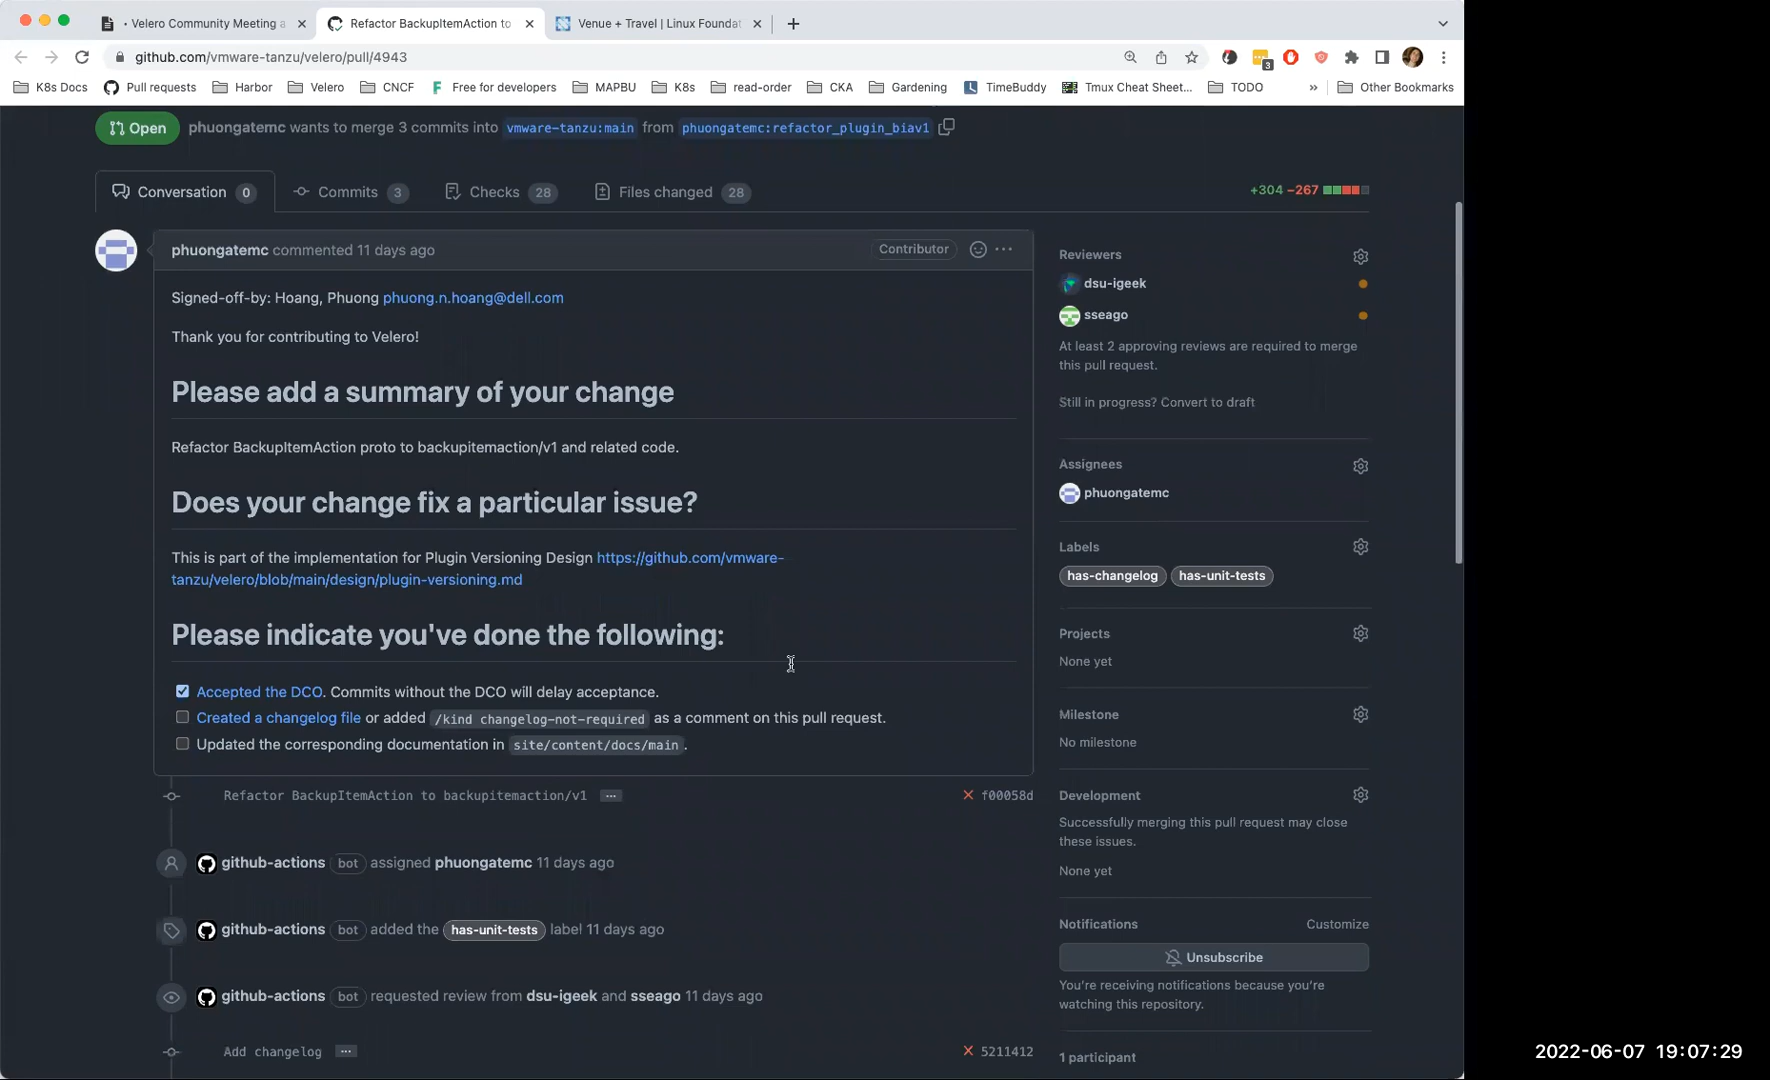 · Velero Community Meeting a
Refactor BackupItemAction to
Venue + Travel | Linux Foundat
github.com/vmware-tanzu/velero/pull/4943
3
K8s Docs
Pull requests
Harbor
Velero
CNCF
Free for developers
MAPBU
K8s
read-order
CKA
Gardening
TimeBuddy
Tmux Cheat Sheet...
TODO
»
Other Bookmarks
Open
phuongatemc wants to merge 3 commits into vmware-tanzu:main from phuongatemc:refactor_plugin_biav1
Conversation 0
Commits 3
Checks 28
Files changed 28
+304 −267
phuongatemc commented 11 days ago
Contributor
Signed-off-by: Hoang, Phuong phuong.n.hoang@dell.com
Thank you for contributing to Velero!
Please add a summary of your change
Refactor BackupItemAction proto to backupitemaction/v1 and related code.
Does your change fix a particular issue?
This is part of the implementation for Plugin Versioning Design https://github.com/vmware-
tanzu/velero/blob/main/design/plugin-versioning.md
Please indicate you've done the following:
Accepted the DCO. Commits without the DCO will delay acceptance.
Created a changelog file or added /kind changelog-not-required as a comment on this pull request.
Updated the corresponding documentation in site/content/docs/main.
Refactor BackupItemAction to backupitemaction/v1 ...
f00058d
github-actions bot assigned phuongatemc 11 days ago
github-actions bot added the has-unit-tests label 11 days ago
github-actions bot requested review from dsu-igeek and sseago 11 days ago
Add changelog ...
5211412
Reviewers
dsu-igeek
sseago
At least 2 approving reviews are required to merge
this pull request.
Still in progress? Convert to draft
Assignees
phuongatemc
Labels
has-changelog has-unit-tests
Projects
None yet
Milestone
No milestone
Development
Successfully merging this pull request may close
these issues.
None yet
Notifications Customize
Unsubscribe
You're receiving notifications because you're
watching this repository.
1 participant
2022-06-07 19:07:29